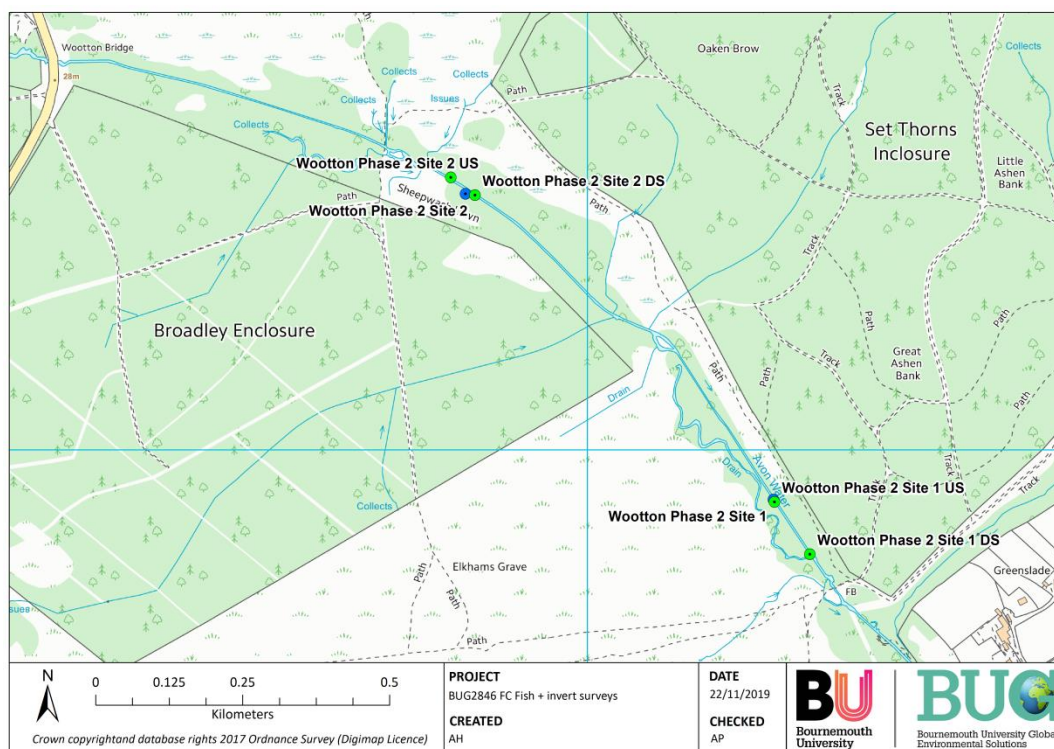 Wootton Bridge
28m
Collects
Collects
Collects
Issues
Path
Oaken Brow
Collects
Collects
Set Thorns
Inclosure
Little
Ashen
Bank
Track
Track
Wootton Phase 2 Site 2 US
Wootton Phase 2 Site 2 DS
Wootton Phase 2 Site 2
Path
Path
Track
Path
Broadley Enclosure
Path
Great
Ashen
Bank
Path
Track
Path
Path
Drain
Drain
Avon Water
Track
Track
Track
Collects
Wootton Phase 2 Site 1 US
Wootton Phase 2 Site 1
Wootton Phase 2 Site 1 DS
Elkhams Grave
Path
Path
Path
FB
Greenslade
N
0 0.125 0.25 0.5
Kilometers
Crown copyrightand database rights 2017 Ordnance Survey (Digimap Licence)
PROJECT
BUG2846 FC Fish + invert surveys
CREATED
AH
DATE
22/11/2019
CHECKED
AP
BU
Bournemouth
University
BUG
Bournemouth University Global
Environmental Solutions